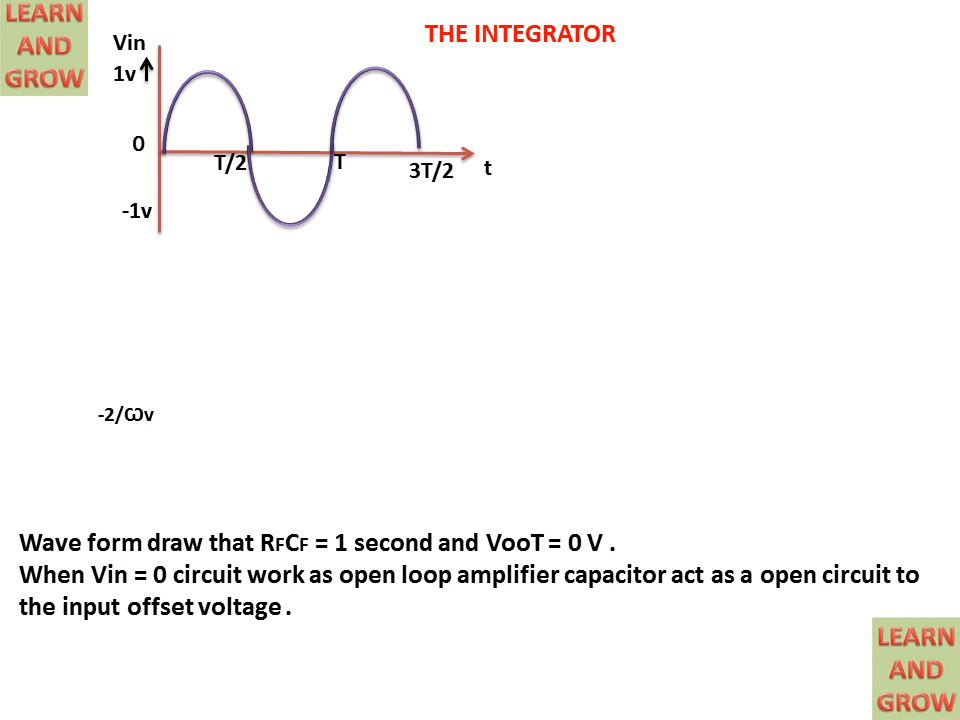 LEARN
AND
GROW
THE INTEGRATOR
Vin
1v
0
T/2
T
3T/2
t
-1v
-2/Ѡv
Wave form draw that RFCF = 1 second and VooT = 0 V .
When Vin = 0 circuit work as open loop amplifier capacitor act as a open circuit to
the input offset voltage .
LEARN
AND
GROW